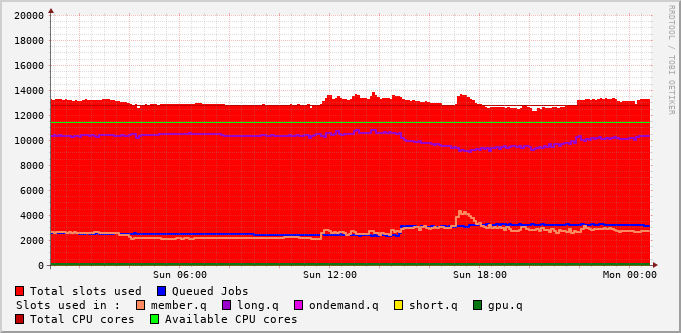 20000
18000
16000
14000
12000
10000
8000
6000
4000
2000
0
Sun 06:00 Sun 12:00 Sun 18:00 Mon 00:00
RRDTOOL / TOBI OETIKER
Total slots used Queued Jobs
Slots used in : member.q long.q ondemand.q short.q gpu.q
Total CPU cores Available CPU cores